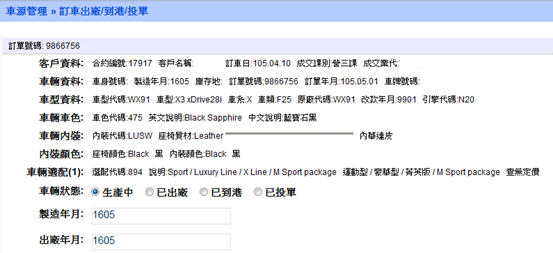 車源管理 » 訂車出廠/到港/投單
訂單號碼: 9866756
客戶資料: 合約編號:17917 客戶名稱: 訂車日:105.04.10 成交課別:營三課 成交業代:
車輛資料: 車身號碼: 製造年月:1605 庫存地: 訂單號碼:9866756 訂單年月:105.05.01 車牌號碼:
車型資料: 車型代碼:WX91 車型:X3 xDrive28i 車系:X 車類:F25 原廠代碼:WX91 改款年月:9901 引擎代碼:N20
車輛車色: 車色代碼:475 英文說明:Black Sapphire 中文說明:藍寶石黑
車輛內裝: 內裝代碼:LUSW 座椅質材:Leather 內華達皮
內裝顏色: 座椅顏色:Black 黑 內裝顏色:Black 黑
車輛選配(1): 選配代碼:894 說明:Sport / Luxury Line / X Line / M Sport package 運動型 / 豪華型 / 菁英版 / M Sport package 查無定價
車輛狀態: 生產中 已出廠 已到港 已投單
製造年月: 1605
出廠年月: 1605